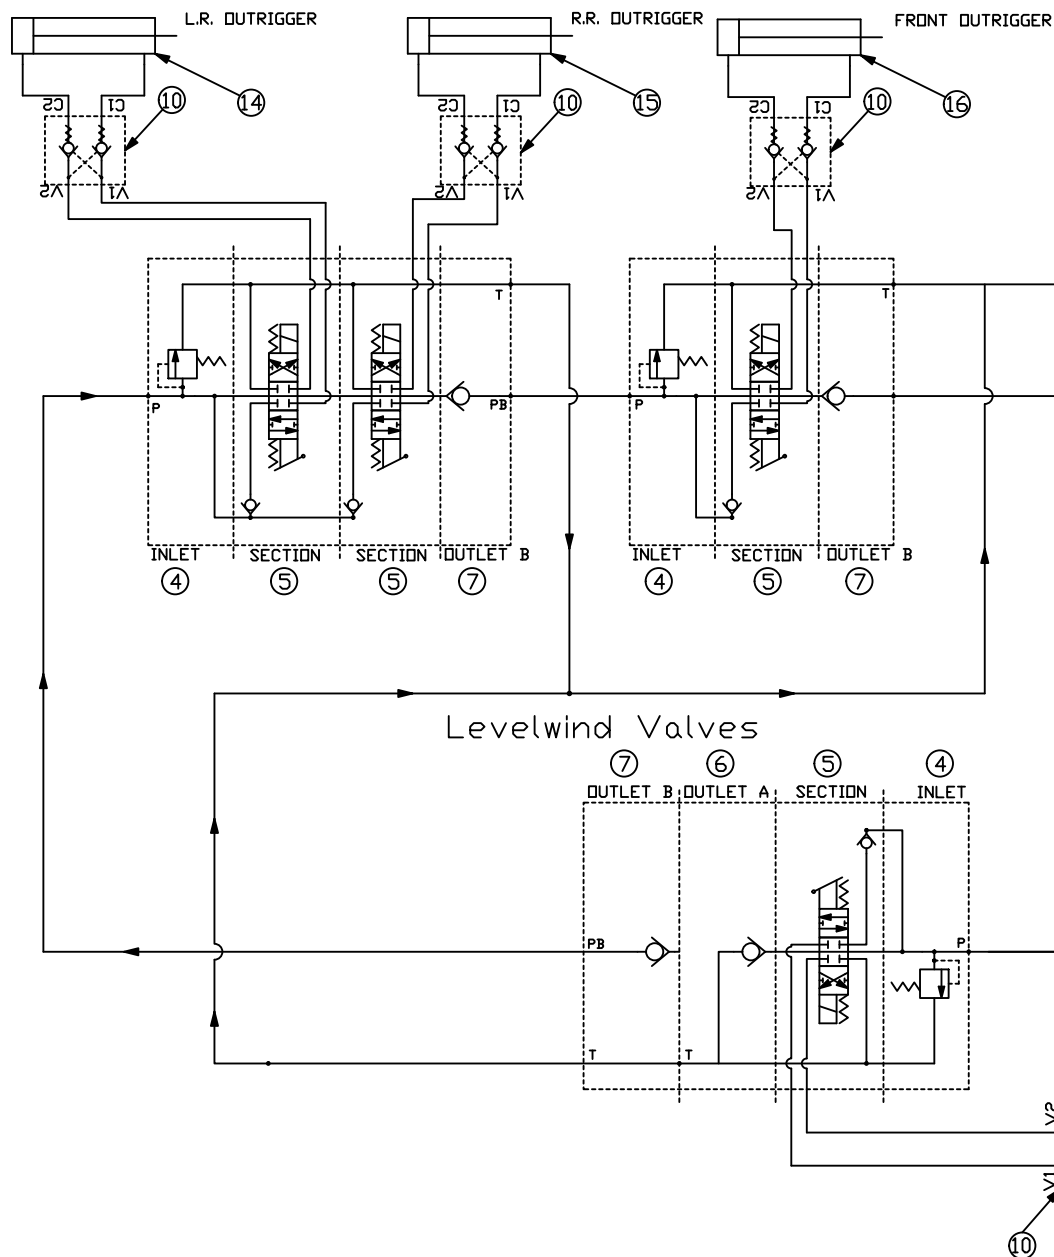 L.R. OUTRIGGER
R.R. OUTRIGGER
FRONT OUTRIGGER
10
14
10
15
10
16
C2
C1
C2
C1
C2
C1
V2
V1
V2
V1
V2
V1
T
T
P
PB
P
INLET
SECTION
SECTION
OUTLET B
INLET
SECTION
OUTLET B
4
5
5
7
4
5
7
Levelwind Valves
7
6
5
4
OUTLET B
OUTLET A
SECTION
INLET
PB
P
T
T
V2
V1
10